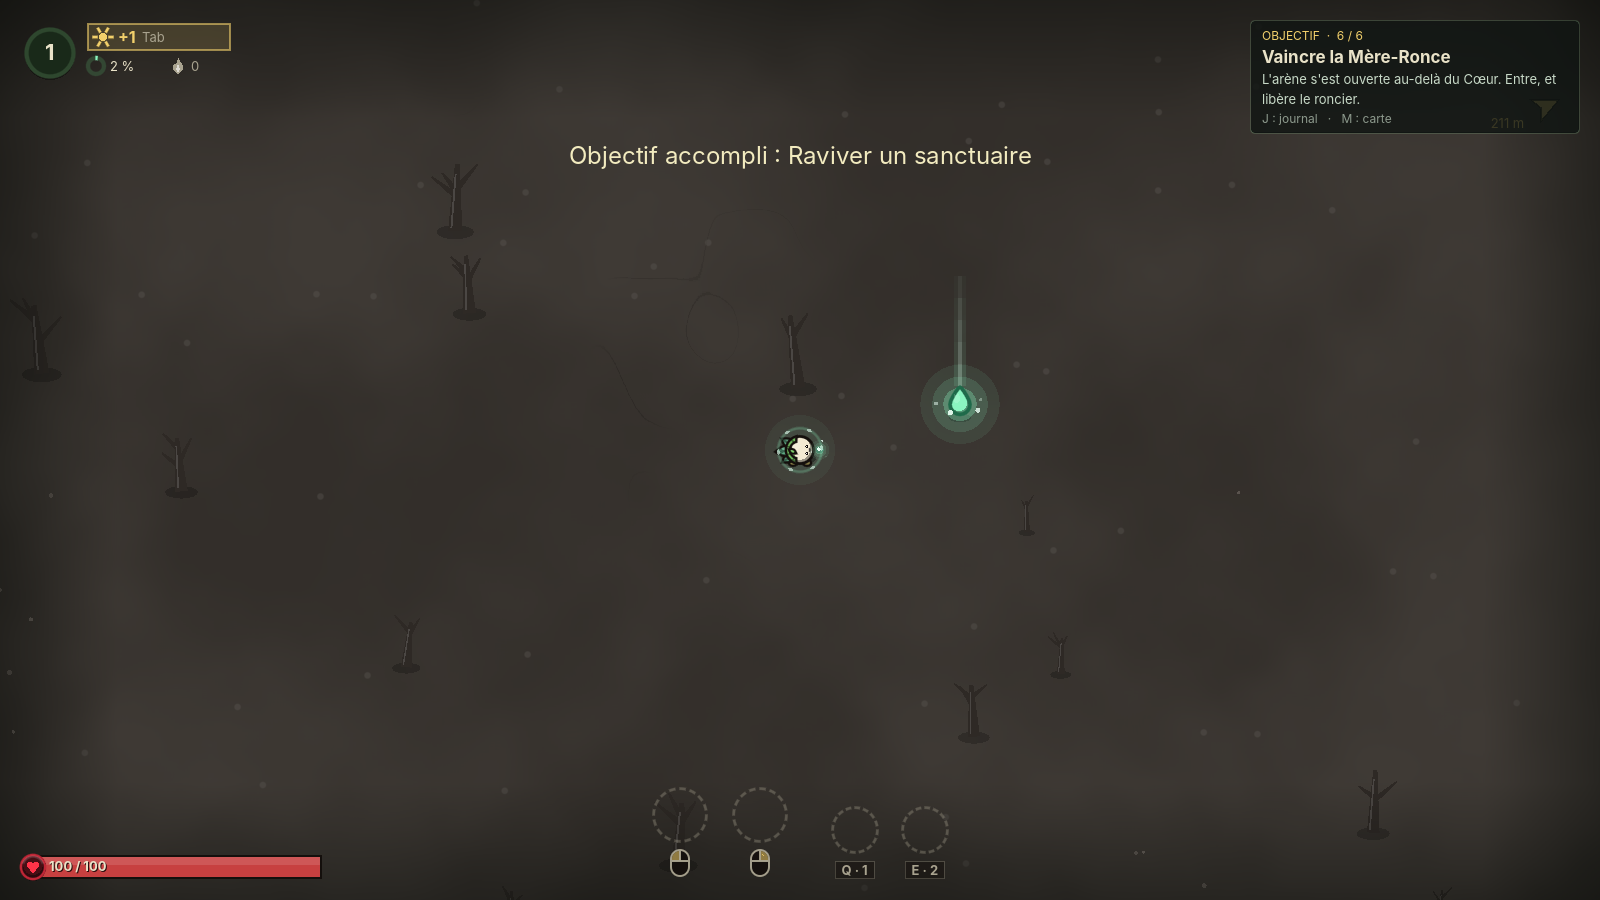 1
+1 Tab
2 %
0
OBJECTIF · 6 / 6
Vaincre la Mère-Ronce
L'arène s'est ouverte au-delà du Cœur. Entre, et
libère le roncier.
J : journal · M : carte
211 m
Objectif accompli : Raviver un sanctuaire
100 / 100
Q · 1
E · 2